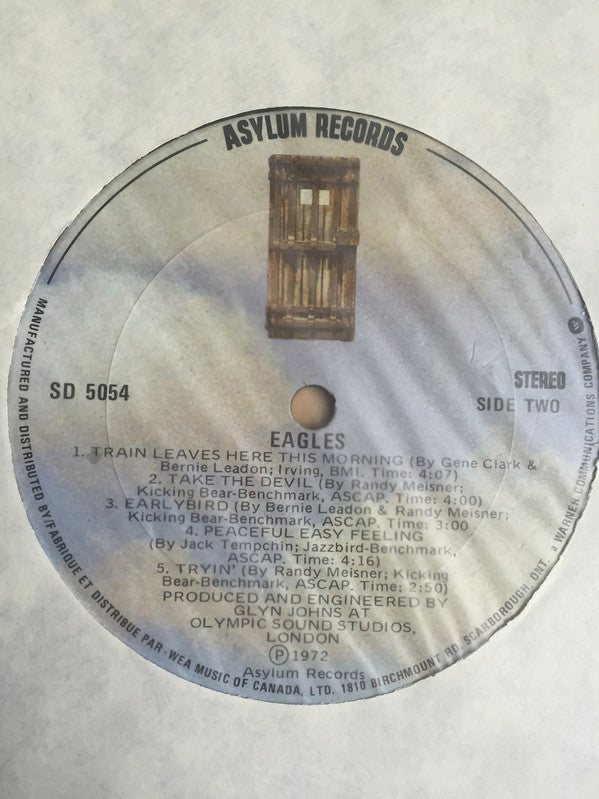 ASYLUM RECORDS
SD 5054
STEREO
SIDE TWO
EAGLES
1. TRAIN LEAVES HERE THIS MORNING (By Gene Clark &
Bernie Leadon; Irving, BMI. Time: 4:07)
2. TAKE THE DEVIL (By Randy Meisner;
Kicking Bear-Benchmark, ASCAP. Time: 4:00)
3. EARLYBIRD (By Bernie Leadon & Randy Meisner;
Kicking Bear-Benchmark, ASCAP. Time: 3:00
4. PEACEFUL EASY FEELING
(By Jack Tempchin; Jazzbird-Benchmark,
ASCAP. Time: 4:16)
5. TRYIN' (By Randy Meisner; Kicking
Bear-Benchmark, ASCAP. Time; 2:50)
PRODUCED AND ENGINEERED BY
GLYN JOHNS AT
OLYMPIC SOUND STUDIOS,
LONDON
Ⓟ 1972
Asylum Records
MANUFACTURED AND DISTRIBUTED BY/FABRIQUE ET DISTRIBUE PAR-WEA MUSIC OF CANADA, LTD. 1810 BIRCHMOUNT RD. SCARBOROUGH, ONT. a WARNER COMMUNICATIONS COMPANY